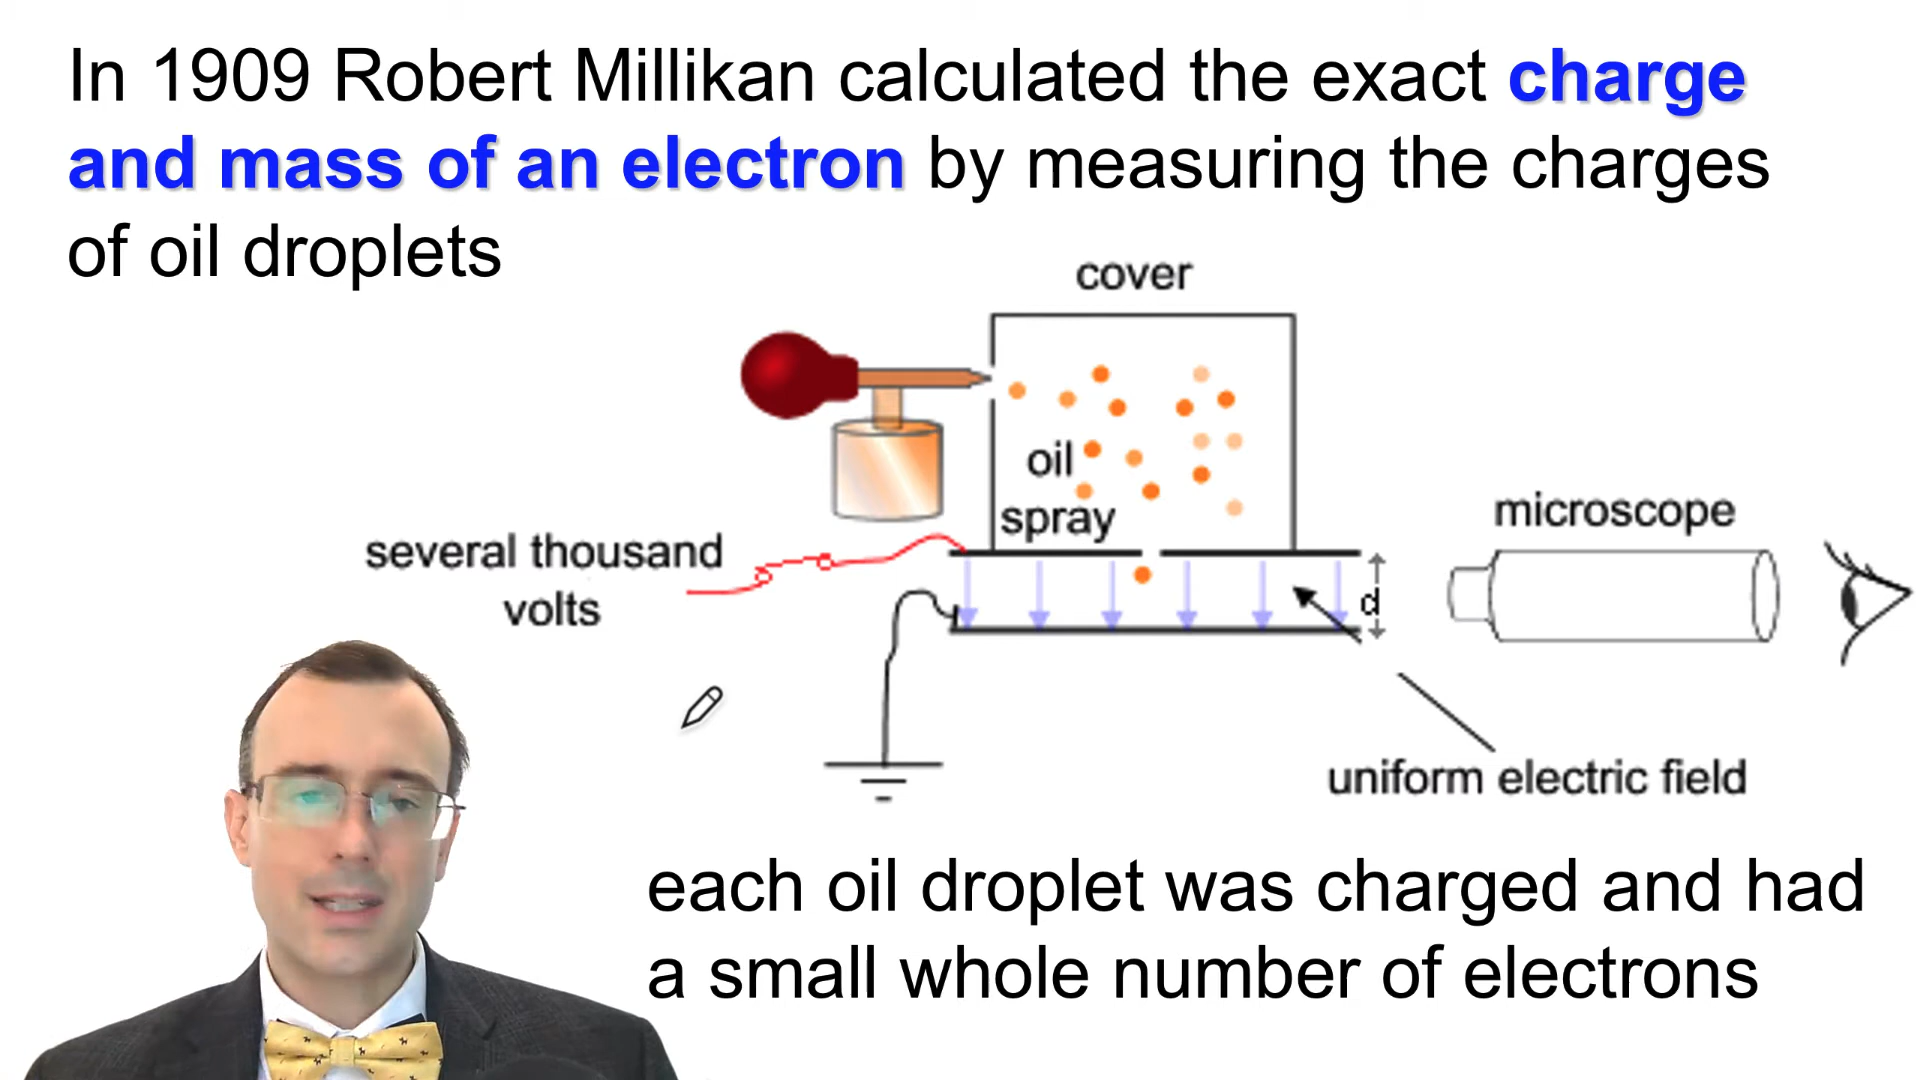 In 1909 Robert Millikan calculated the exact charge
and mass of an electron by measuring the charges
of oil droplets
cover
oil
spray
several thousand
volts
microscope
d
uniform electric field
each oil droplet was charged and had
a small whole number of electrons